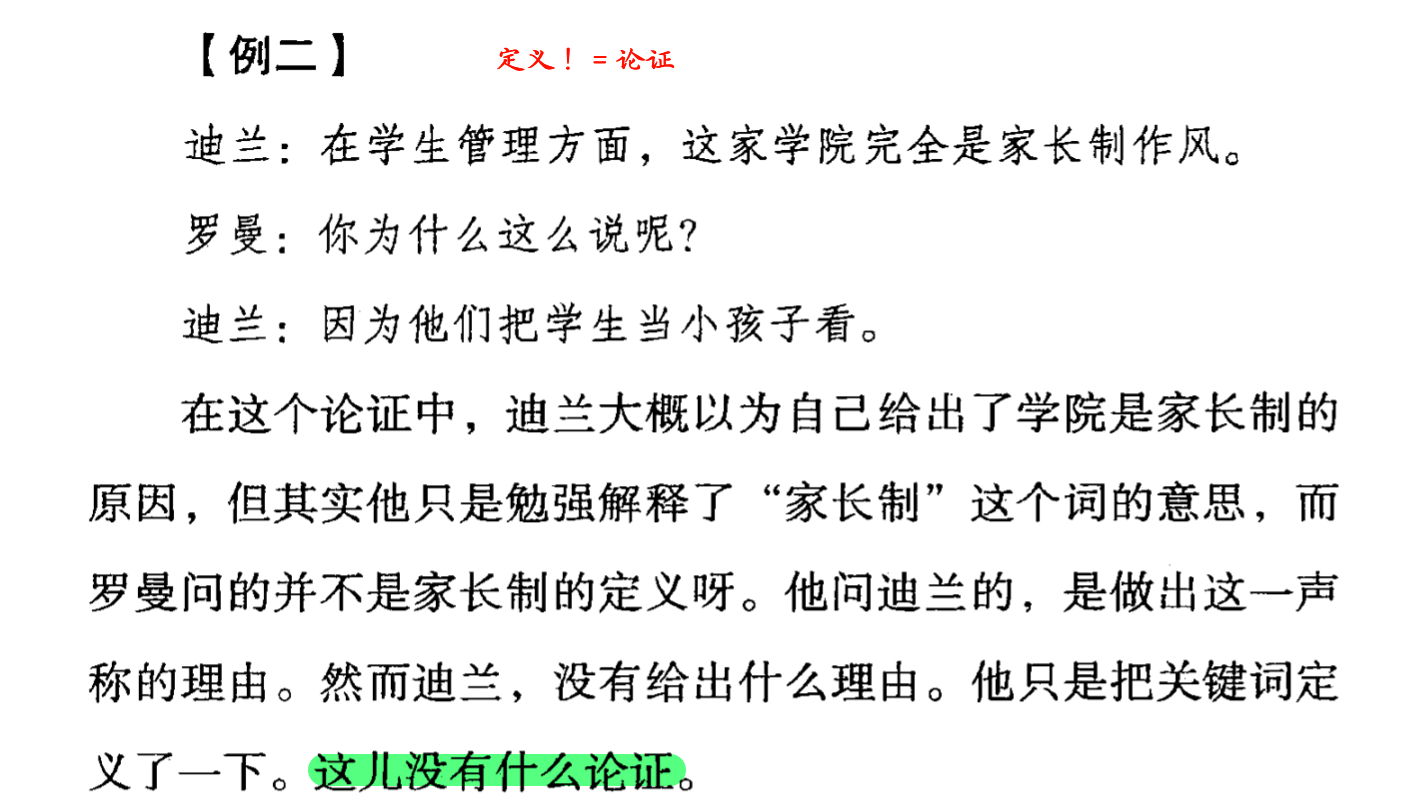 【例二】 定义！=论证
迪兰：在学生管理方面，这家学院完全是家长制作风。
罗曼：你为什么这么说呢？
迪兰：因为他们把学生当小孩子看。
在这个论证中，迪兰大概以为自己给出了学院是家长制的
原因，但其实他只是勉强解释了“家长制”这个词的意思，而
罗曼问的并不是家长制的定义呀。他问迪兰的，是做出这一声
称的理由。然而迪兰，没有给出什么理由。他只是把关键词定
义了一下。这儿没有什么论证。